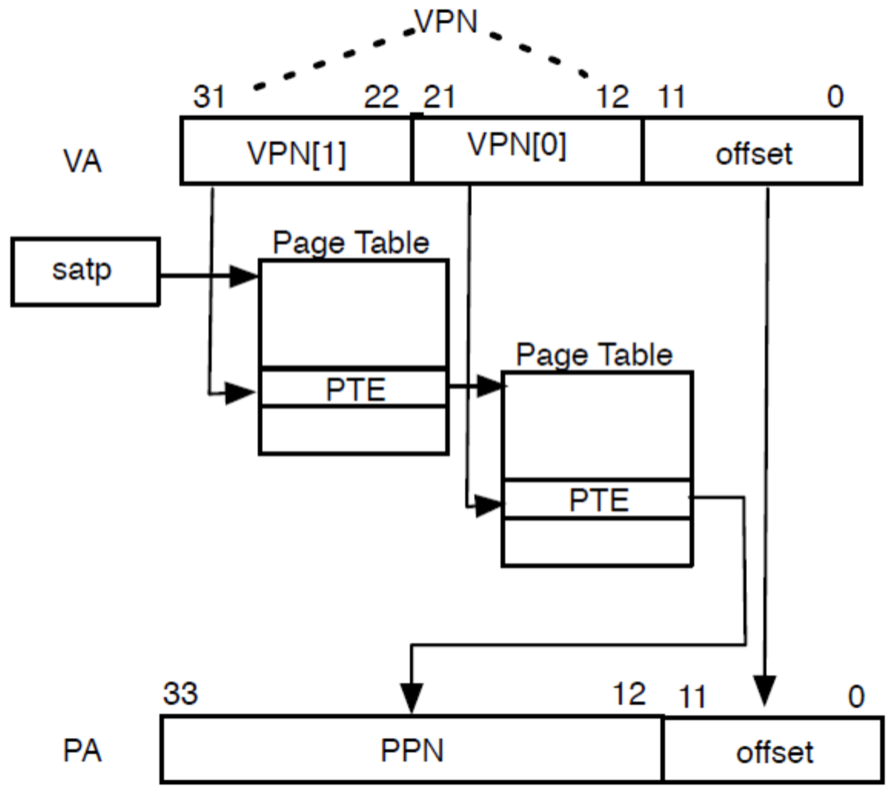 VPN
31 22 21 12 11 0
VA VPN[1] VPN[0] offset
Page Table
satp
Page Table
PTE
PTE
33 12 11 0
PA PPN offset